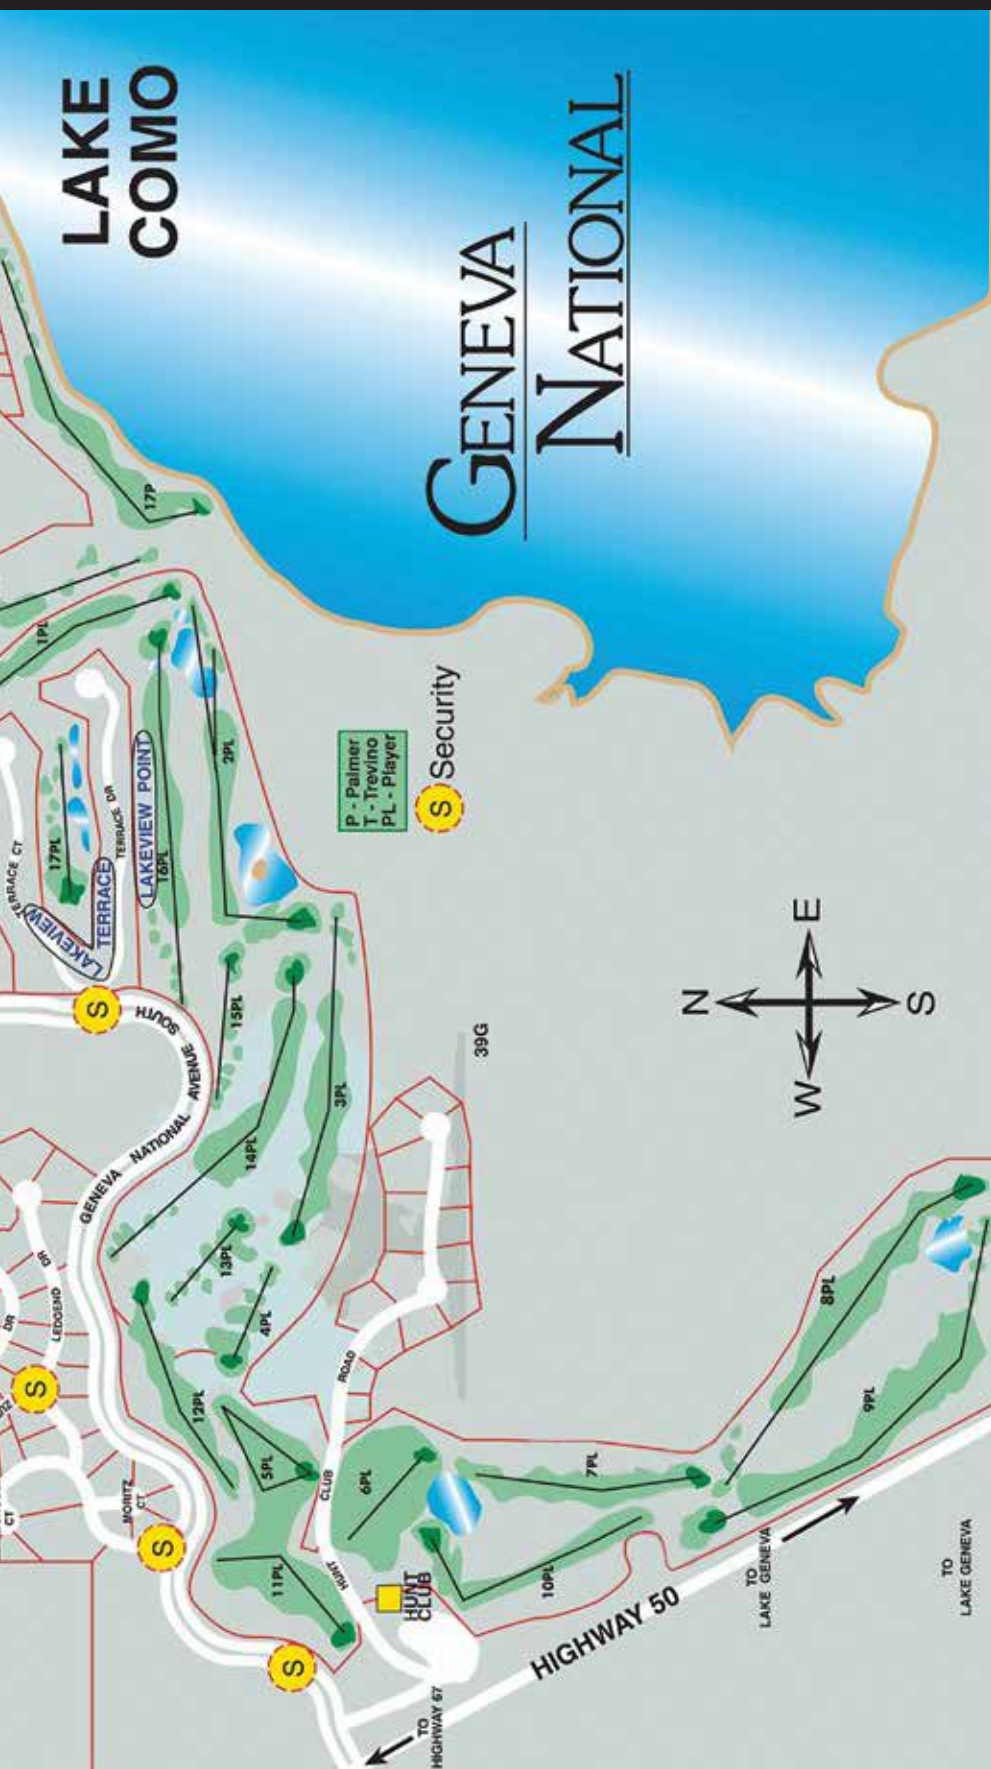 LAKE
COMO
GENEVA
NATIONAL
17P
1PL
2PL
P - Palmer
T - Trevino
PL - Player
S Security
TERRACE CT
17PL
LAKEVIEW
TERRACE
TERRACE DR
LAKEVIEW POINT
16PL
S
GENEVA NATIONAL AVENUE SOUTH
15PL
14PL
3PL
39G
N
W
E
S
13PL
4PL
DR
LEDGEND DR
S
12PL
5PL
CT
MORITZ
CT
S
11PL
6PL
7PL
8PL
9PL
10PL
HUNT CLUB ROAD
HUNT
CLUB
S
HIGHWAY 50
TO
HIGHWAY 67
TO
LAKE GENEVA
TO
LAKE GENEVA